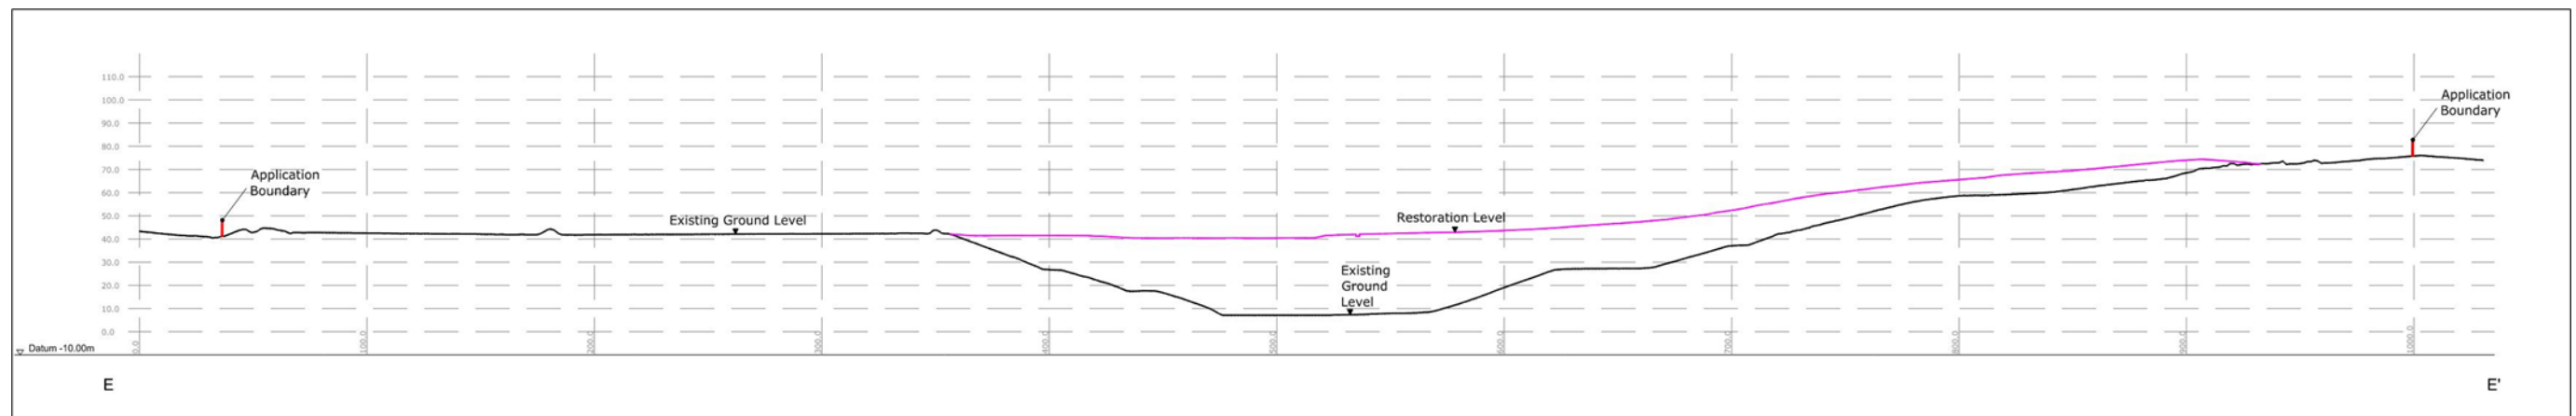 110.0
100.0
90.0
80.0
70.0
60.0
50.0
40.0
30.0
20.0
10.0
0.0
Application
Boundary
Existing Ground Level
Restoration Level
Existing
Ground
Level
Application
Boundary
0.0
100.0
200.0
300.0
400.0
500.0
600.0
700.0
800.0
900.0
1000.0
Datum -10.00m
E
E'